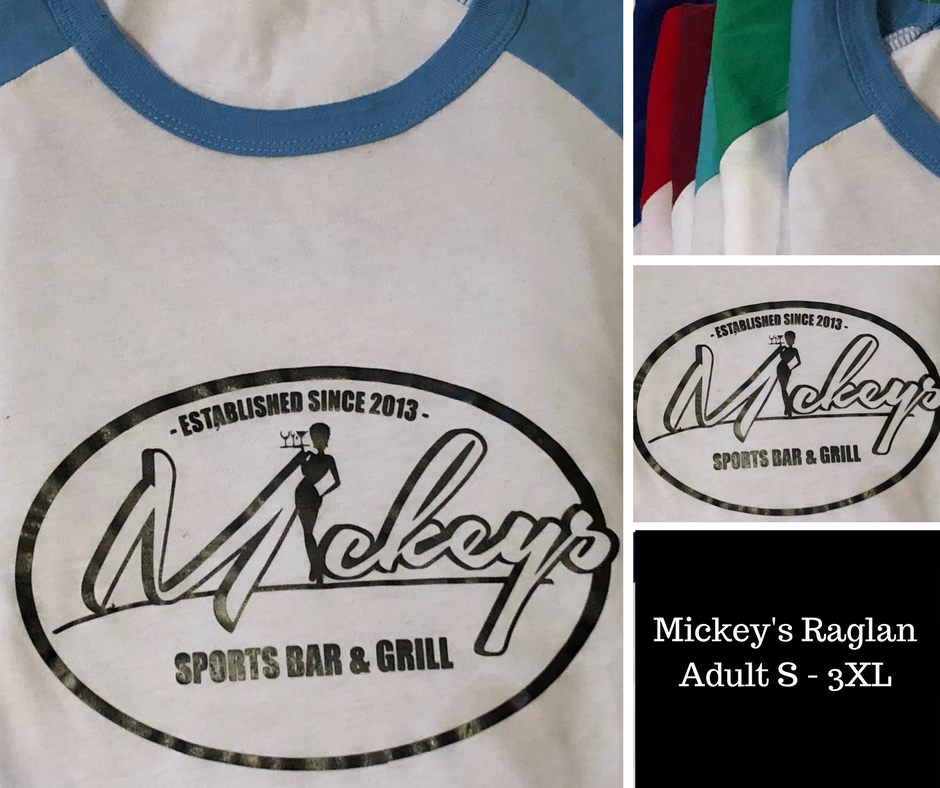 - ESTABLISHED SINCE 2013 -
Mickeys
SPORTS BAR & GRILL
- ESTABLISHED SINCE 2013 -
Mickeys
SPORTS BAR & GRILL
Mickey's Raglan
Adult S - 3XL